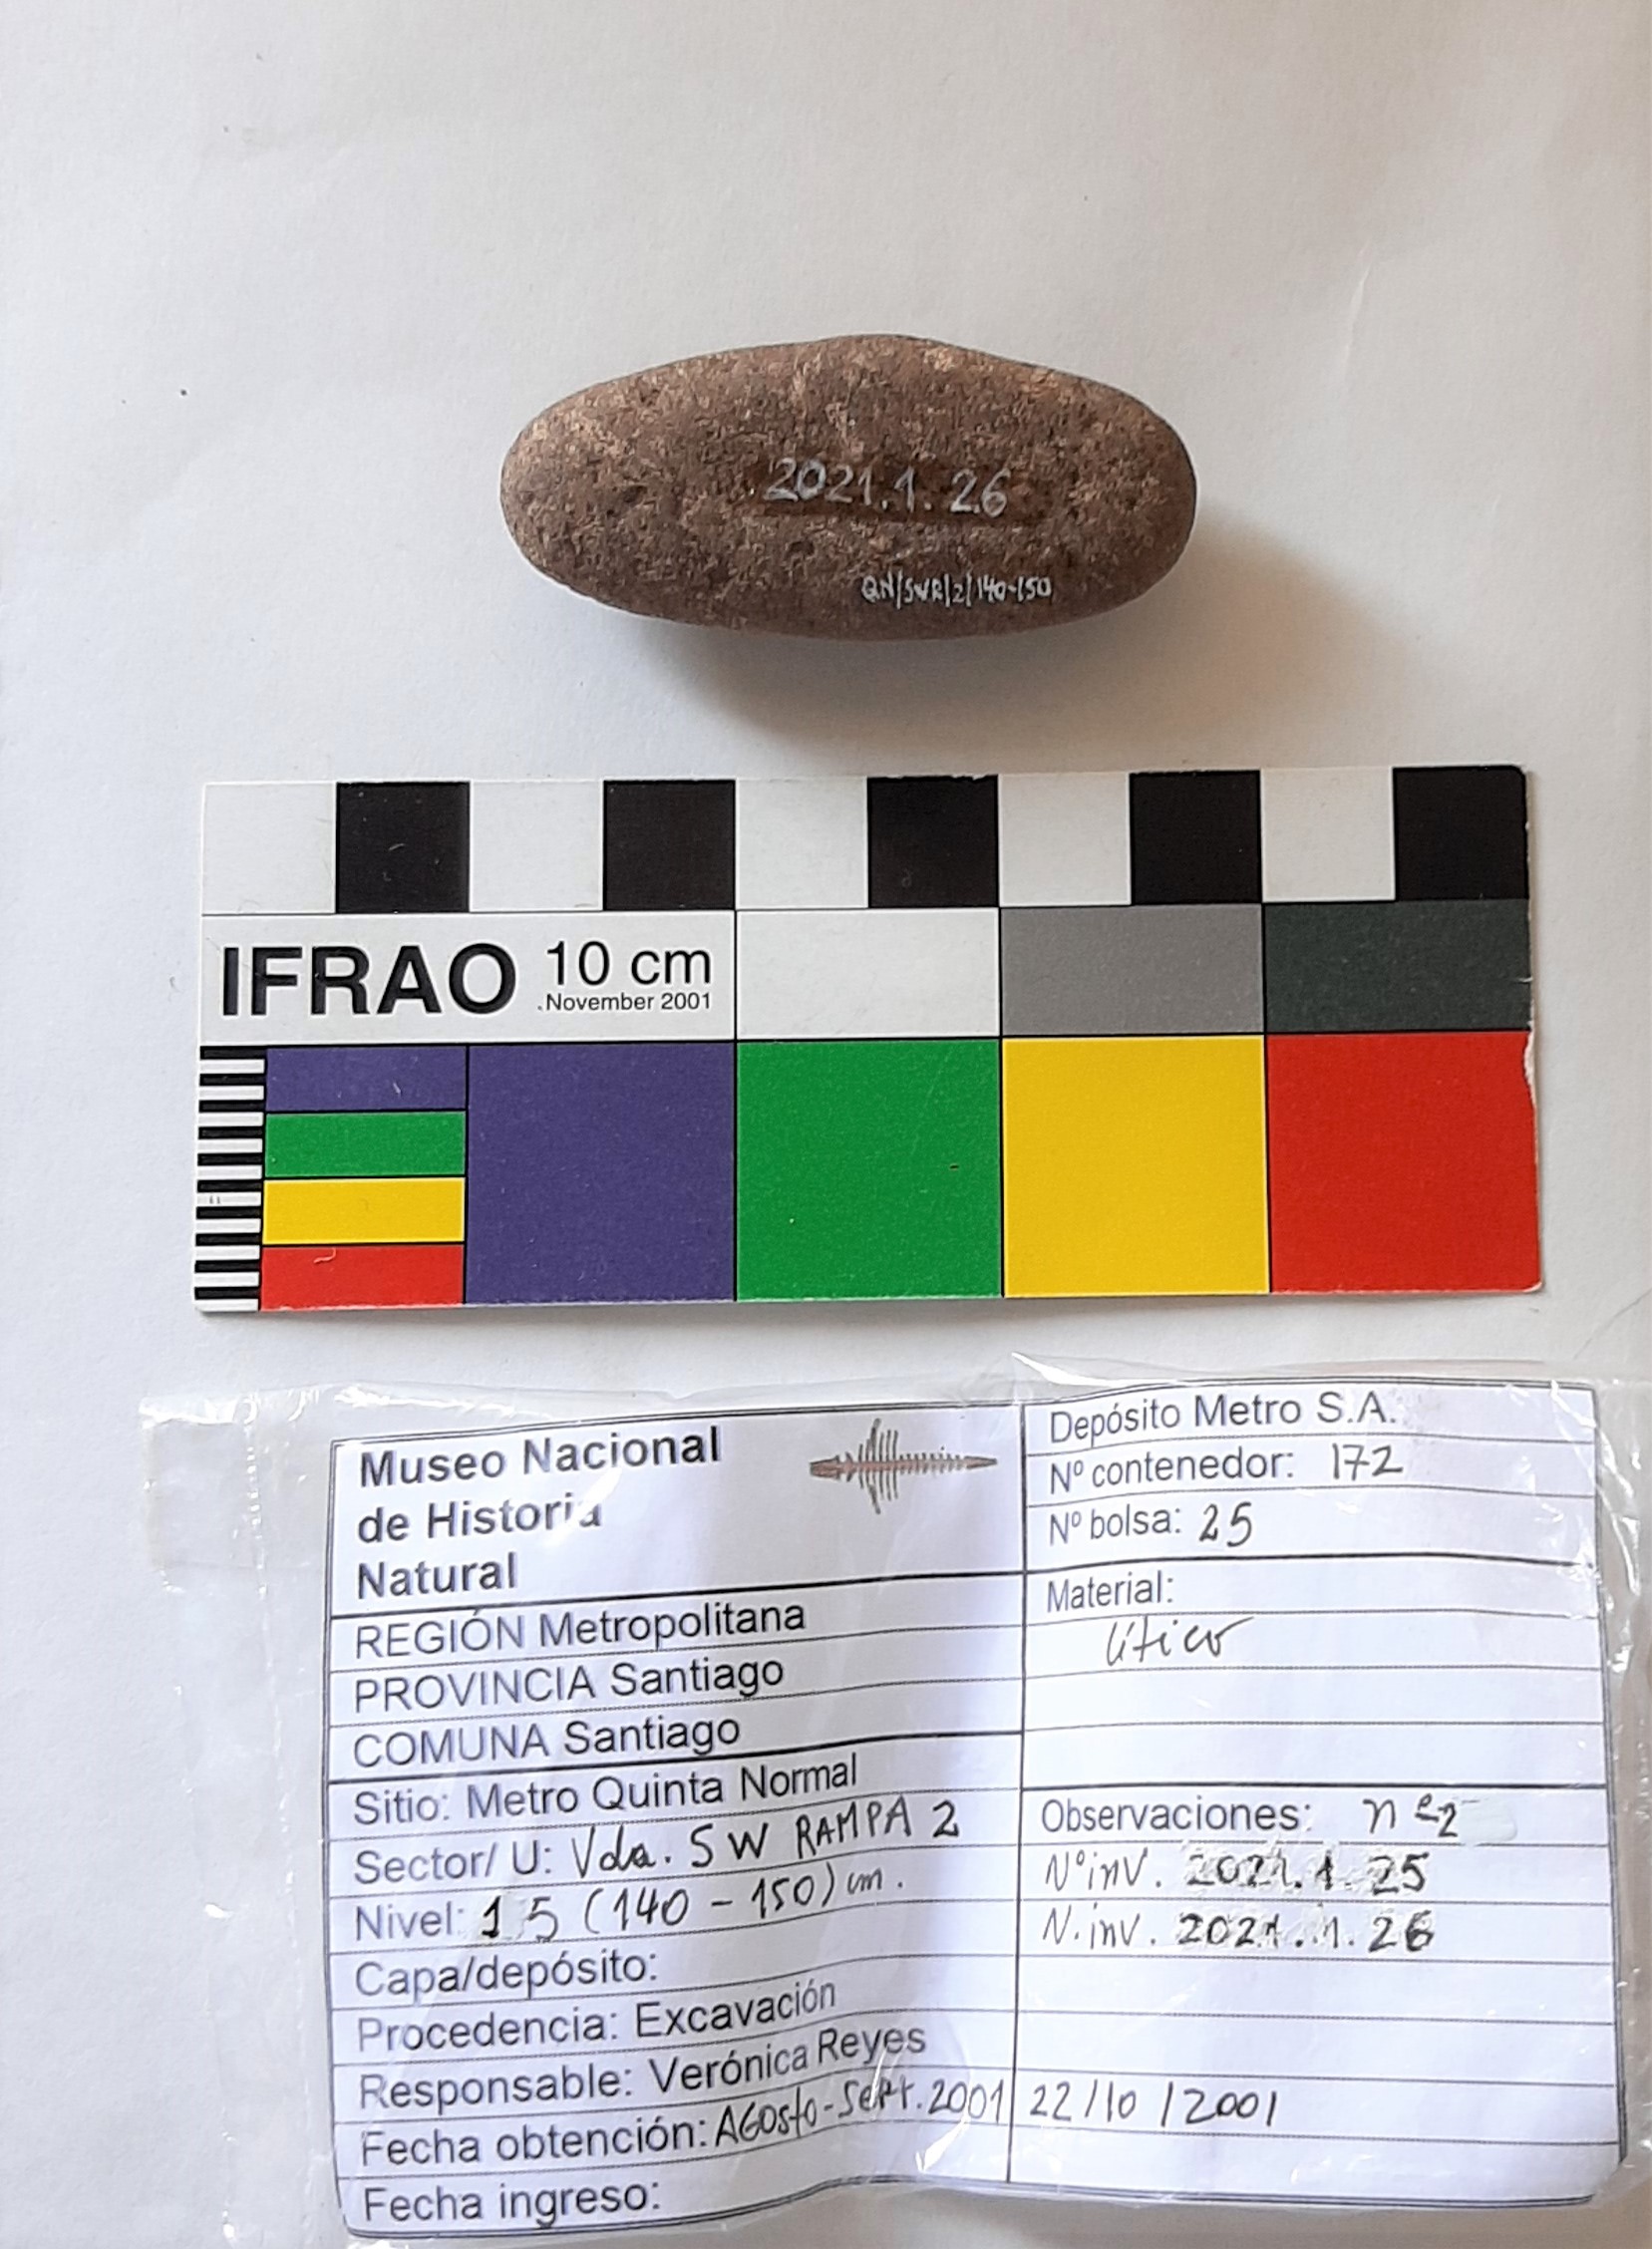 2021.1.26
QN/SWR/2/140-150
IFRAO 10 cm
November 2001
Museo Nacional
de Historia
Natural
REGIÓN Metropolitana
PROVINCIA Santiago
COMUNA Santiago
Sitio: Metro Quinta Normal
Sector/ U: Vda. SW RAMPA 2
Nivel: 15 (140 - 150) cm.
Capa/depósito:
Procedencia: Excavación
Responsable: Verónica Reyes
Fecha obtención: AGosto-Sept. 2001
Fecha ingreso:
Depósito Metro S.A.
Nº contenedor: 172
Nº bolsa: 25
Material:
lítico
Observaciones: nº2
Nº inv. 2021.1.25
N. inv. 2021.1.26
22/10/2001